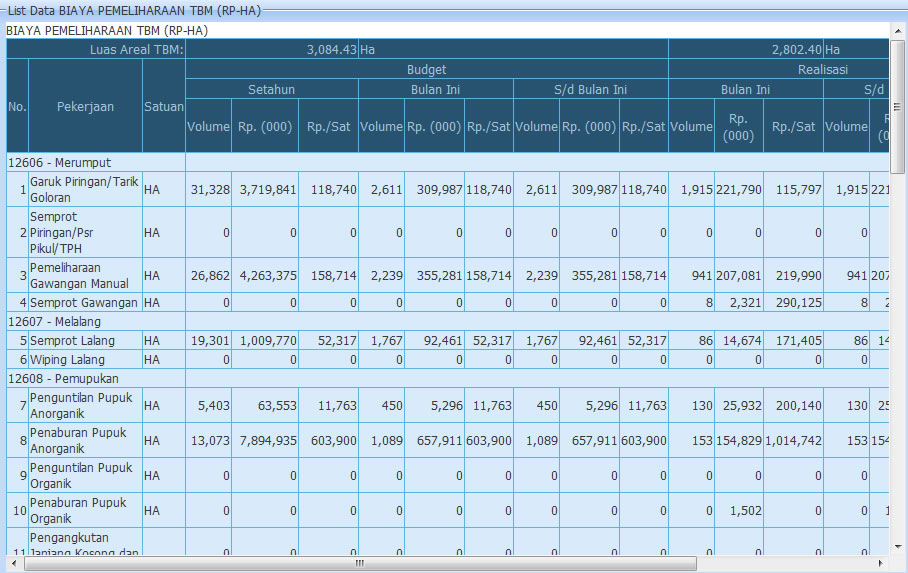 List Data BIAYA PEMELIHARAAN TBM (RP-HA)
BIAYA PEMELIHARAAN TBM (RP-HA)
Luas Areal TBM: 3,084.43 Ha 2,802.40 Ha
No. Pekerjaan Satuan Budget Realisasi
Setahun Bulan Ini S/d Bulan Ini Bulan Ini S/d
Volume Rp. (000) Rp./Sat Volume Rp. (000) Rp./Sat Volume Rp. (000) Rp./Sat Volume Rp. (000) Rp./Sat Volume
12606 - Merumput
1 Garuk Piringan/Tarik Goloran HA 31,328 3,719,841 118,740 2,611 309,987 118,740 2,611 309,987 118,740 1,915 221,790 115,797 1,915 221
2 Semprot Piringan/Psr Pikul/TPH HA 0 0 0 0 0 0 0 0 0 0 0 0 0
3 Pemeliharaan Gawangan Manual HA 26,862 4,263,375 158,714 2,239 355,281 158,714 2,239 355,281 158,714 941 207,081 219,990 941 207
4 Semprot Gawangan HA 0 0 0 0 0 0 0 0 0 8 2,321 290,125 8 2
12607 - Melalang
5 Semprot Lalang HA 19,301 1,009,770 52,317 1,767 92,461 52,317 1,767 92,461 52,317 86 14,674 171,405 86 14
6 Wiping Lalang HA 0 0 0 0 0 0 0 0 0 0 0 0 0
12608 - Pemupukan
7 Penguntilan Pupuk Anorganik HA 5,403 63,553 11,763 450 5,296 11,763 450 5,296 11,763 130 25,932 200,140 130 25
8 Penaburan Pupuk Anorganik HA 13,073 7,894,935 603,900 1,089 657,911 603,900 1,089 657,911 603,900 153 154,829 1,014,742 153 154
9 Penguntilan Pupuk Organik HA 0 0 0 0 0 0 0 0 0 0 0 0 0
10 Penaburan Pupuk Organik HA 0 0 0 0 0 0 0 0 0 0 1,502 0 0 1
11 Pengangkutan Janjang Kosong dan HA 0 0 0 0 0 0 0 0 0 0 0 0 0